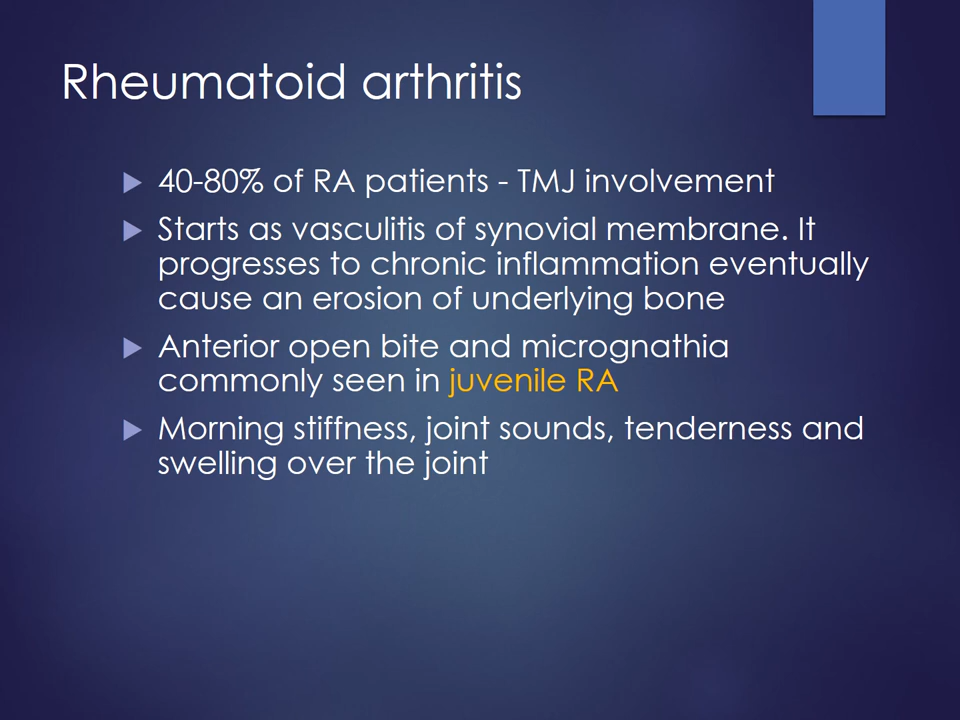 Rheumatoid arthritis
40-80% of RA patients - TMJ involvement
Starts as vasculitis of synovial membrane. It
progresses to chronic inflammation eventually
cause an erosion of underlying bone
Anterior open bite and micrognathia
commonly seen in juvenile RA
Morning stiffness, joint sounds, tenderness and
swelling over the joint